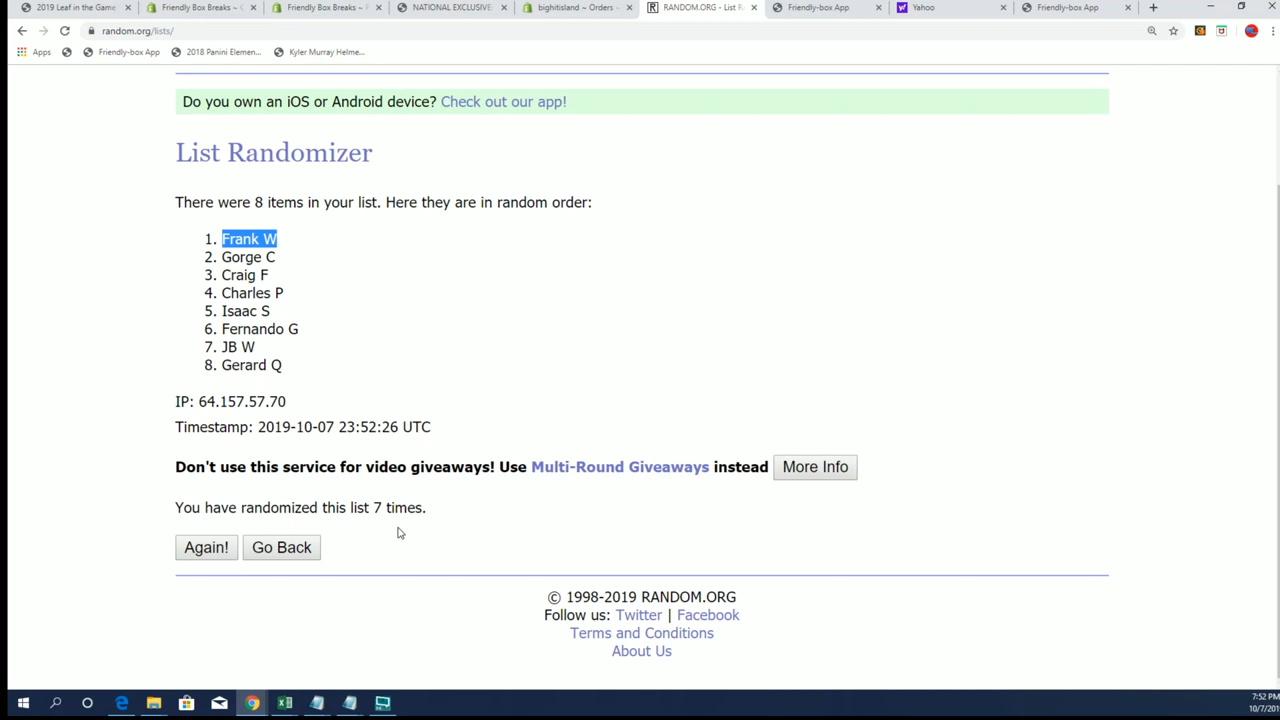 2019 Leaf in the Game
Friendly Box Breaks ~ C
Friendly Box Breaks ~ P
NATIONAL EXCLUSIVE
bighitisland ~ Orders ~
RANDOM.ORG - List R
Friendly-box App
Yahoo
Friendly-box App
random.org/lists/
Apps
Friendly-box App
2018 Panini Elemen...
Kyler Murray Helme...
Do you own an iOS or Android device? Check out our app!
List Randomizer
There were 8 items in your list. Here they are in random order:
1. Frank W
2. Gorge C
3. Craig F
4. Charles P
5. Isaac S
6. Fernando G
7. JB W
8. Gerard Q
IP: 64.157.57.70
Timestamp: 2019-10-07 23:52:26 UTC
Don't use this service for video giveaways! Use Multi-Round Giveaways instead More Info
You have randomized this list 7 times.
Again! Go Back
© 1998-2019 RANDOM.ORG
Follow us: Twitter | Facebook
Terms and Conditions
About Us
7:52 PM
10/7/201